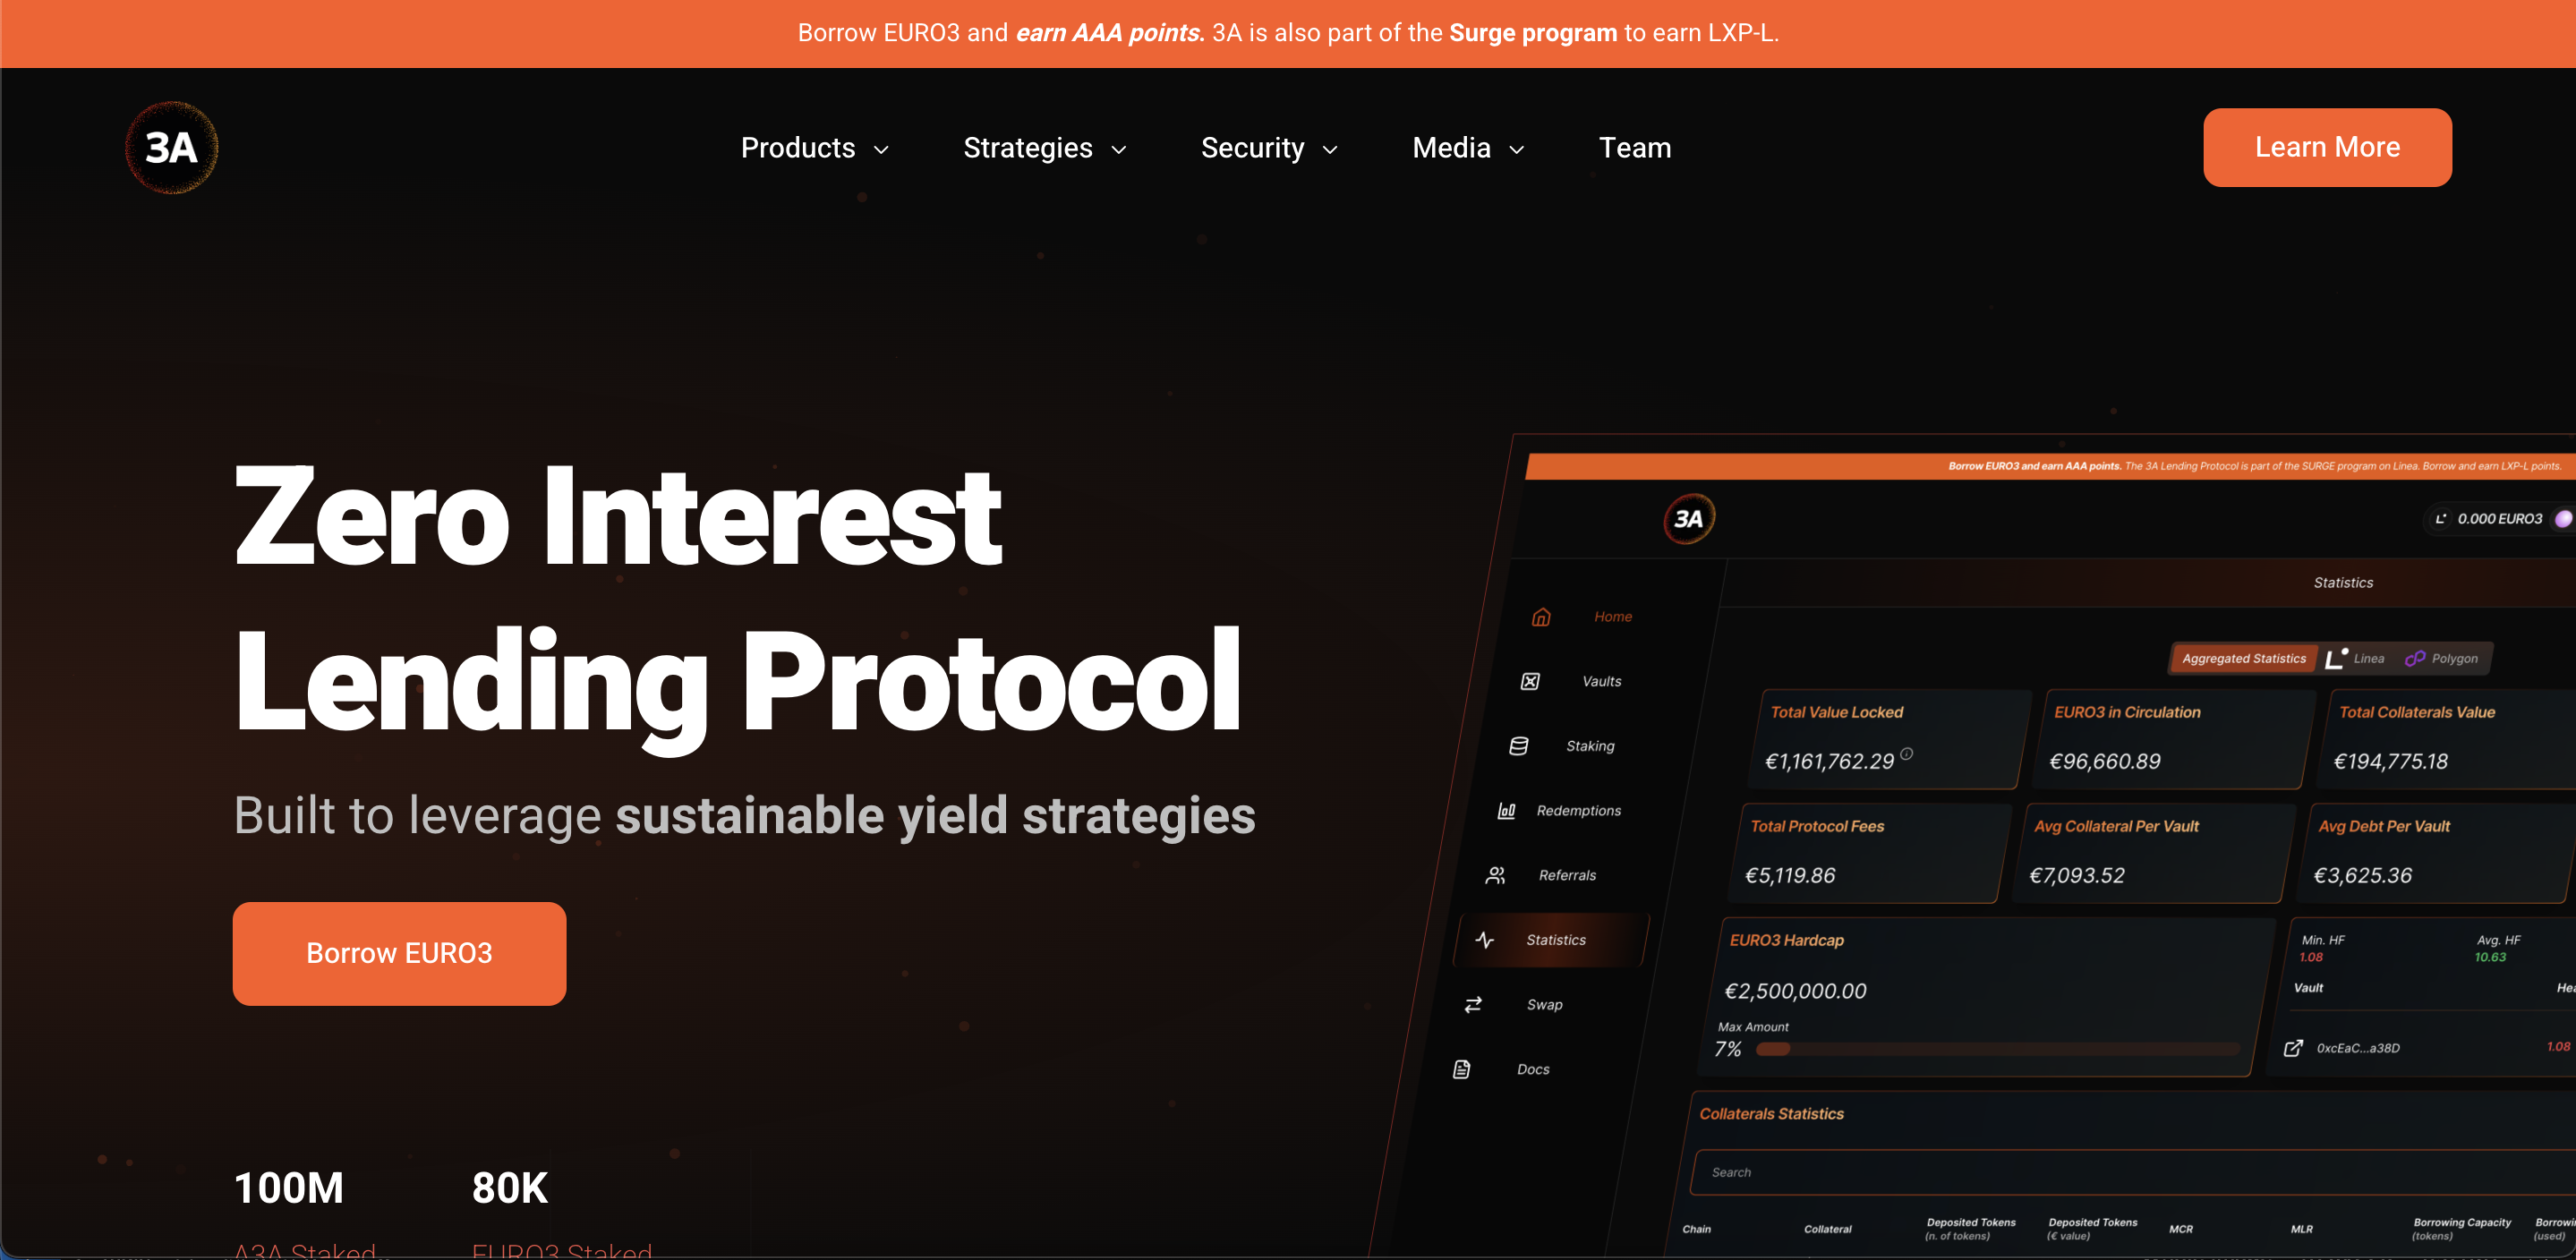 Borrow EURO3 and earn AAA points. 3A is also part of the Surge program to earn LXP-L.
3A
Products
Strategies
Security
Media
Team
Learn More
Zero Interest
Lending Protocol
Built to leverage sustainable yield strategies
Borrow EURO3
100M
80K
A3A Staked
EURO3 Staked
Borrow EURO3 and earn AAA points. The 3A Lending Protocol is part of the SURGE program on Linea. Borrow and earn LXP-L points.
3A
0.000 EURO3
Statistics
Home
Vaults
Staking
Redemptions
Referrals
Statistics
Swap
Docs
Aggregated Statistics
Linea
Polygon
Total Value Locked
€1,161,762.29
EURO3 in Circulation
€96,660.89
Total Collaterals Value
€194,775.18
Total Protocol Fees
€5,119.86
Avg Collateral Per Vault
€7,093.52
Avg Debt Per Vault
€3,625.36
EURO3 Hardcap
€2,500,000.00
Max Amount
7%
Min. HF
1.08
Avg. HF
10.63
Vault
0xcEaC...a38D
1.08
Collaterals Statistics
Search
Chain
Collateral
Deposited Tokens
(n. of tokens)
Deposited Tokens
(€ value)
MCR
MLR
Borrowing Capacity
(tokens)
(used)